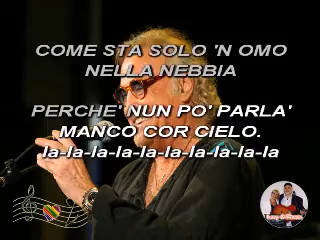 COME STA SOLO 'N OMO
NELLA NEBBIA
PERCHE' NUN PO' PARLA'
MANCO COR CIELO.
la-la-la-la-la-la-la-la-la-la